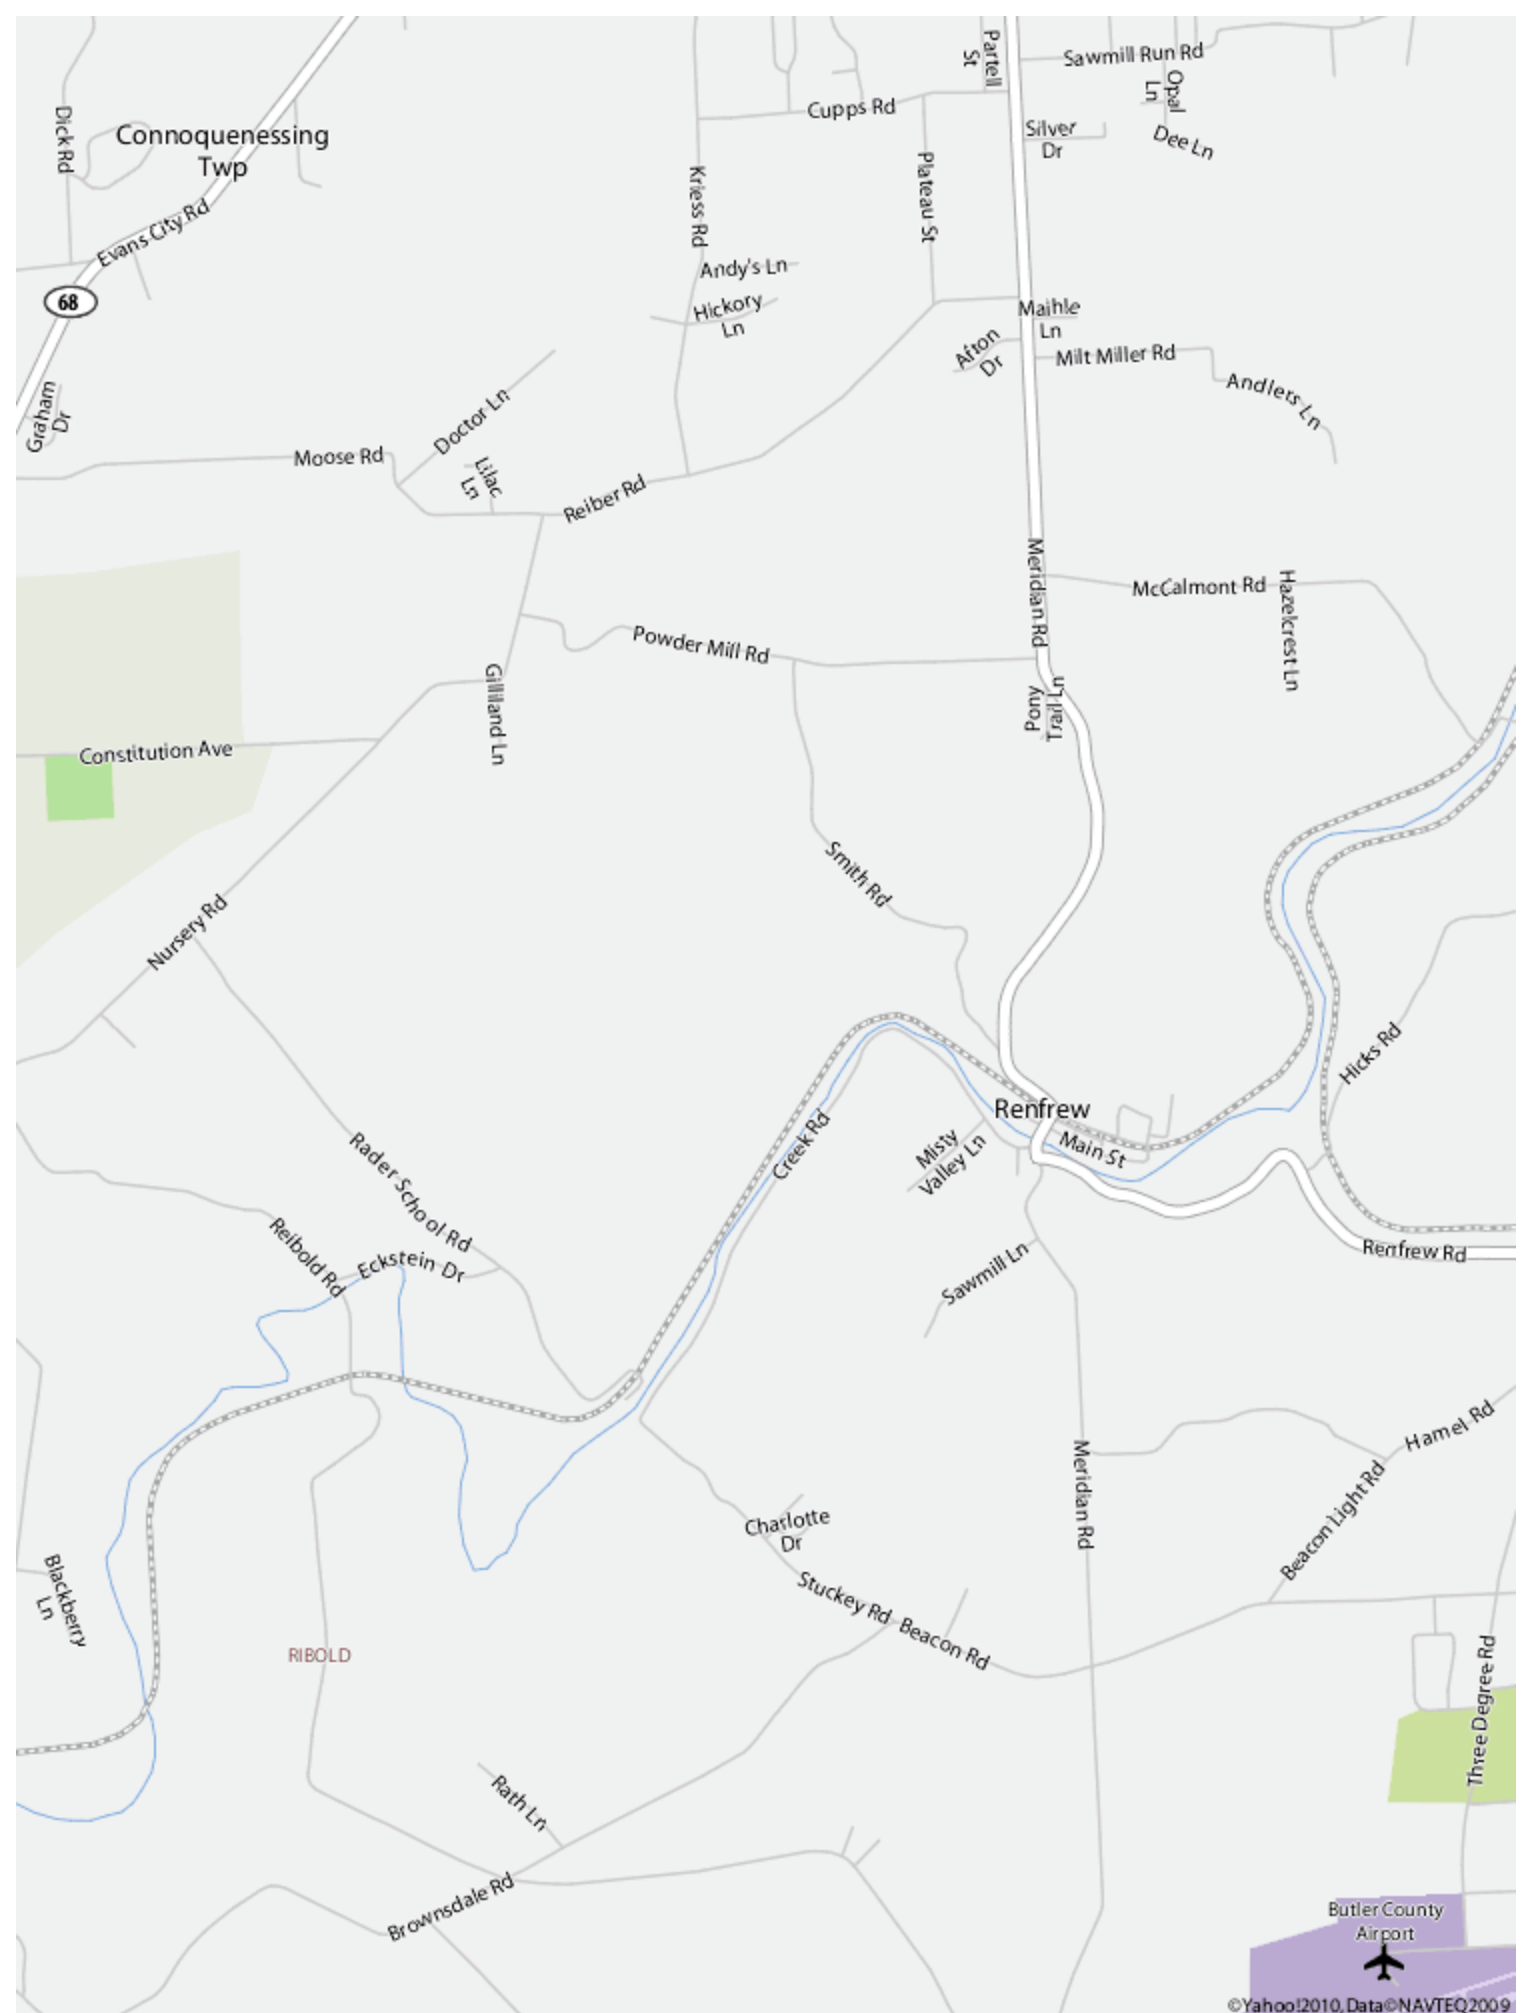 Partell
St
Sawmill Run Rd
Opal
Ln
Dee Ln
Cupps Rd
Silver
Dr
Dick Rd
Connoquenessing
Twp
Evans City Rd
68
Kriess Rd
Plateau St
Andy's Ln
Hickory
Ln
Maihle
Ln
Afton
Dr
Milt Miller Rd
Andlers Ln
Graham
Dr
Doctor Ln
Moose Rd
Lilac
Ln
Reiber Rd
Meridian Rd
McCalmont Rd
Hazelcrest Ln
Powder Mill Rd
Gilliland Ln
Pony
Trail Ln
Constitution Ave
Smith Rd
Nursery Rd
Hicks Rd
Renfrew
Main St
Misty
Valley Ln
Creek Rd
Rader School Rd
Reibold Rd
Eckstein Dr
Sawmill Ln
Renfrew Rd
Hamel Rd
Meridian Rd
Beacon Light Rd
Charlotte
Dr
Stuckey Rd
Beacon Rd
Blackberry
Ln
RIBOLD
Three Degree Rd
Rath Ln
Brownsdale Rd
Butler County
Airport
©Yahoo!2010, Data©NAVTEQ2009